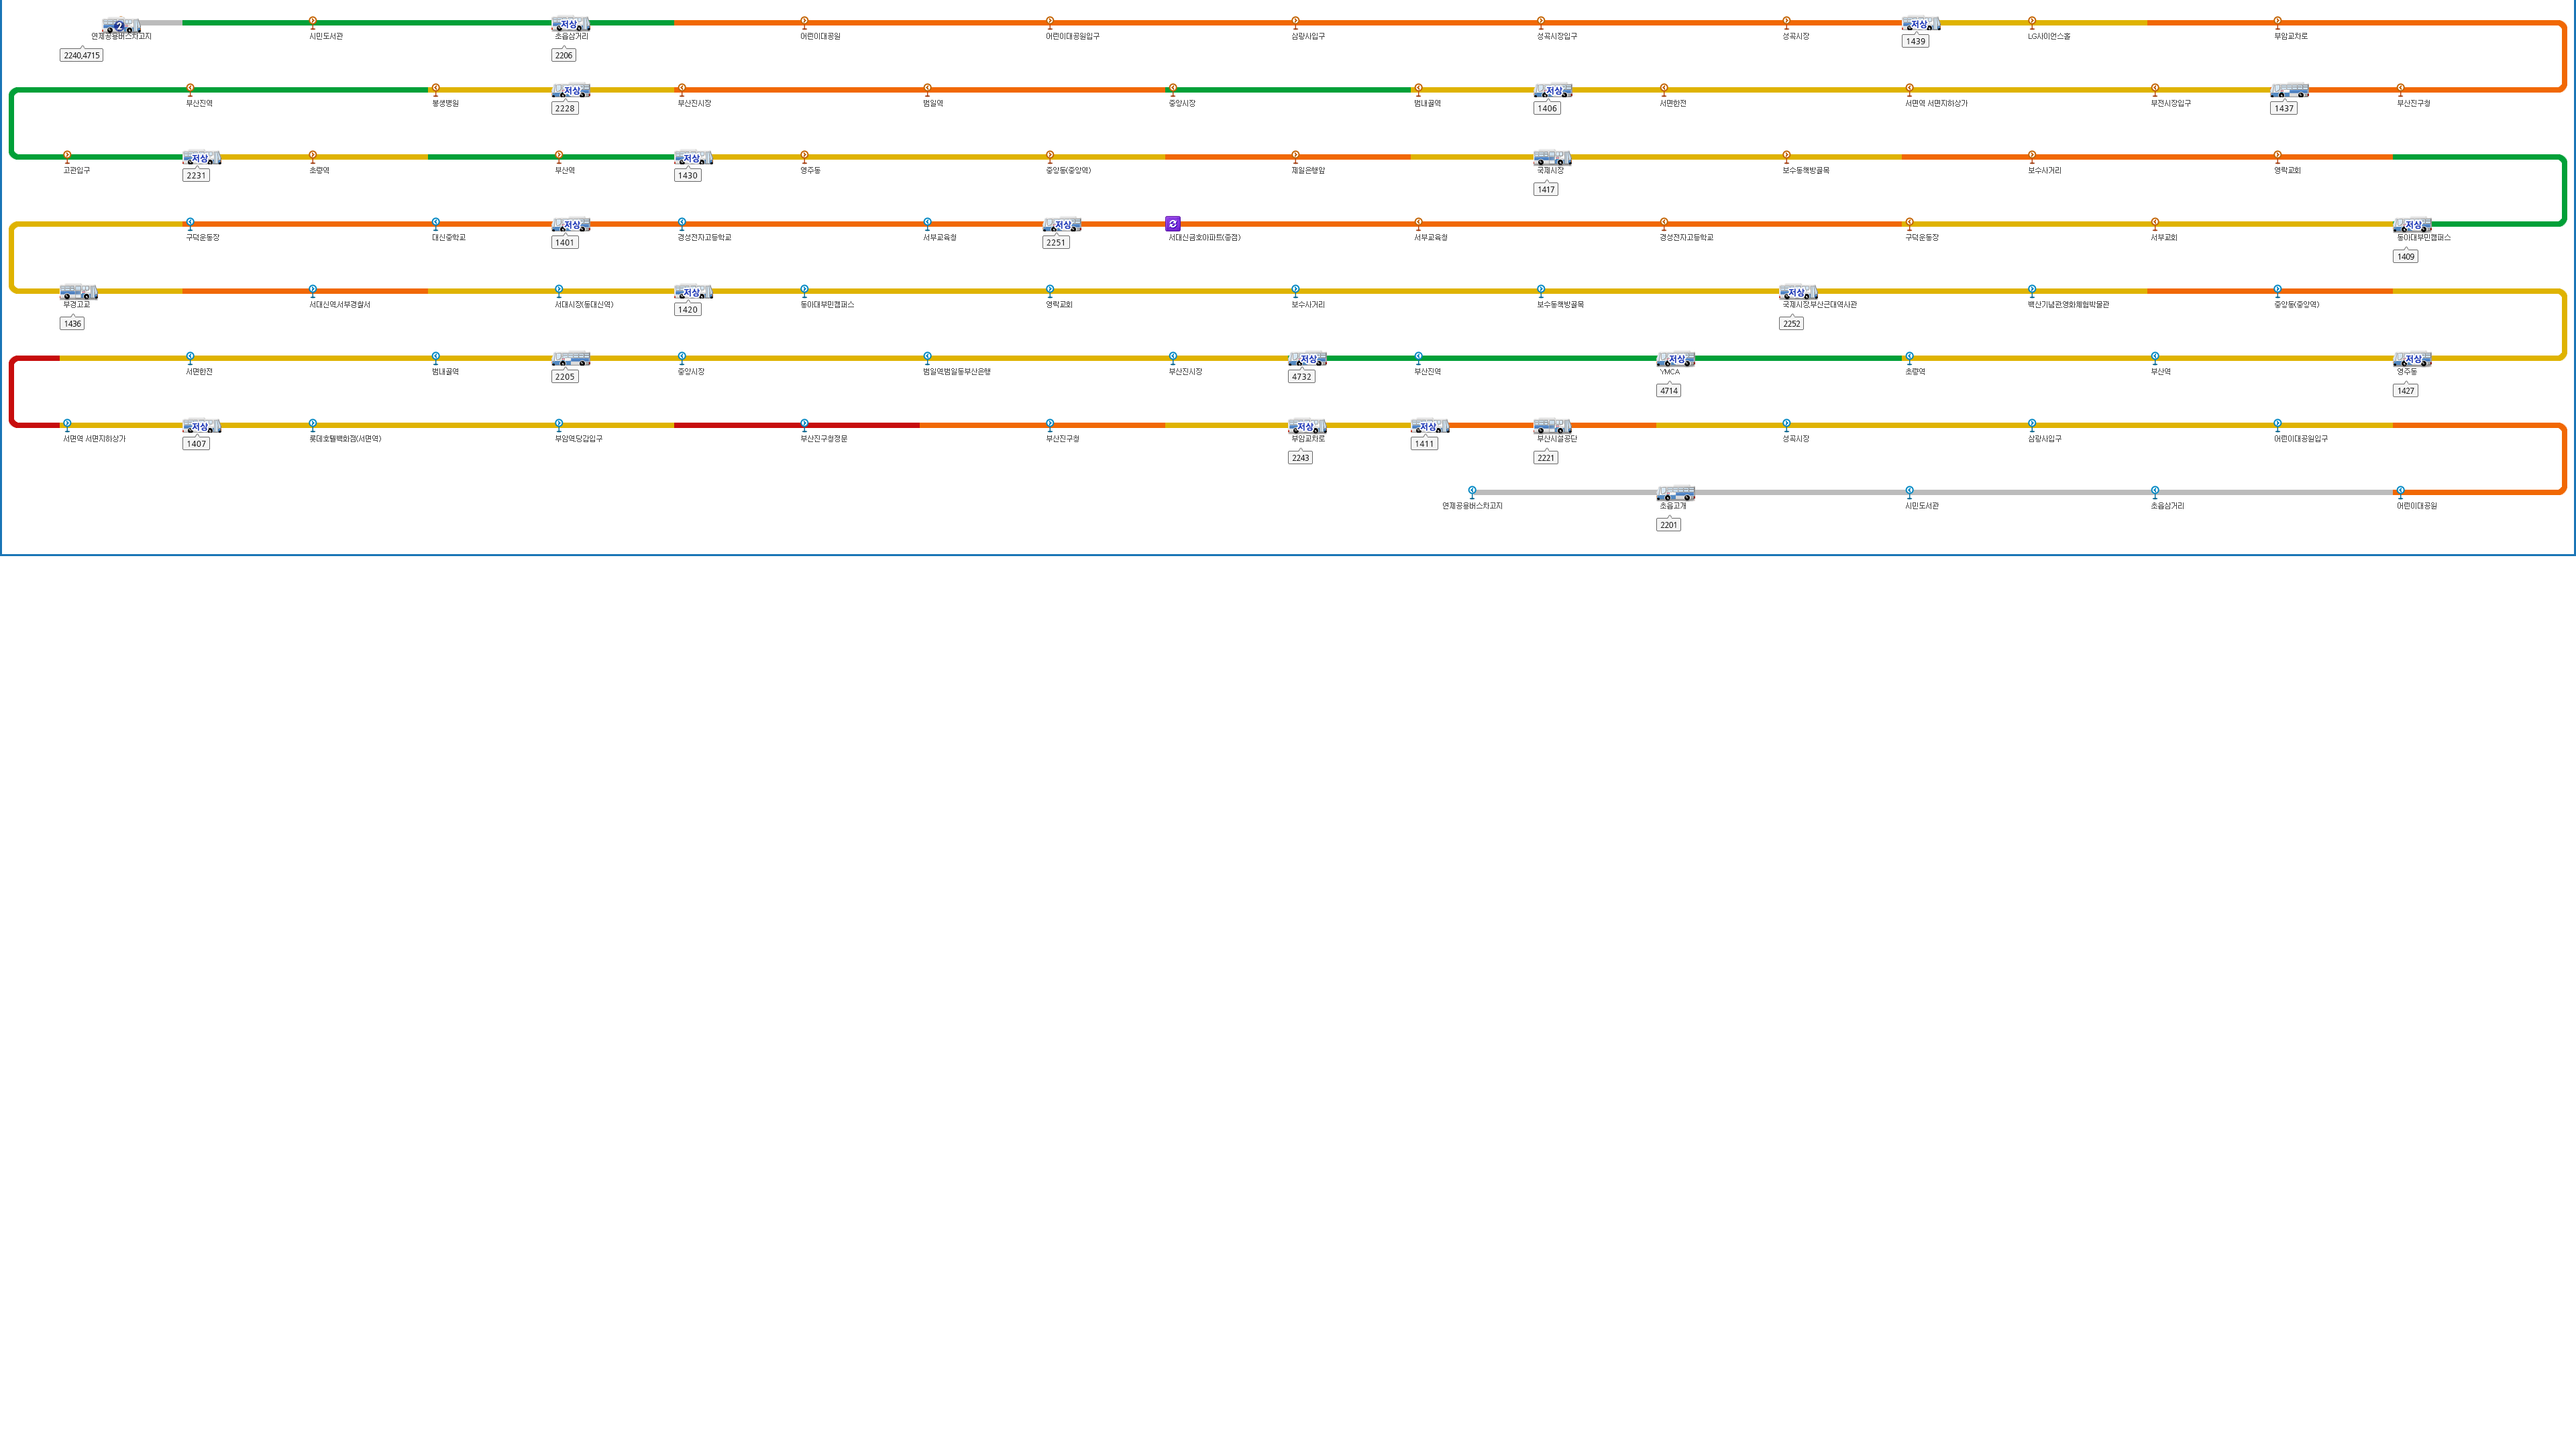 2
저상
저상
연제공용버스차고지
시민도서관
초읍삼거리
어린이대공원
어린이대공원입구
삼광사입구
성곡시장입구
성곡시장
1439
LG사이언스홀
부암교차로
2240,4715
2206
저상
저상
부산진역
봉생병원
2228
부산진시장
범일역
중앙시장
범내골역
1406
서면한전
서면역.서면지하상가
부전시장입구
1437
부산진구청
저상
저상
고관입구
2231
초량역
부산역
1430
영주동
중앙동(중앙역)
제일은행앞
국제시장
보수동책방골목
보수사거리
영락교회
1417
저상
저상
저상
구덕운동장
대신중학교
1401
경성전자고등학교
서부교육청
2251
서대신금호아파트(종점)
서부교육청
경성전자고등학교
구덕운동장
서부교회
동아대부민캠퍼스
1409
저상
저상
부경고교
서대신역.서부경찰서
서대시장(동대신역)
1420
동아대부민캠퍼스
영락교회
보수사거리
보수동책방골목
국제시장.부산근대역사관
백산기념관.영화체험박물관
중앙동(중앙역)
1436
2252
저상
저상
저상
서면한전
범내골역
2205
중앙시장
범일역.범일동부산은행
부산진시장
4732
부산진역
YMCA
초량역
부산역
영주동
4714
1427
저상
저상
저상
서면역.서면지하상가
1407
롯데호텔백화점(서면역)
부암역.당감입구
부산진구청정문
부산진구청
부암교차로
1411
부산시설공단
성곡시장
삼광사입구
어린이대공원입구
2243
2221
연제공용버스차고지
초읍고개
시민도서관
초읍삼거리
어린이대공원
2201